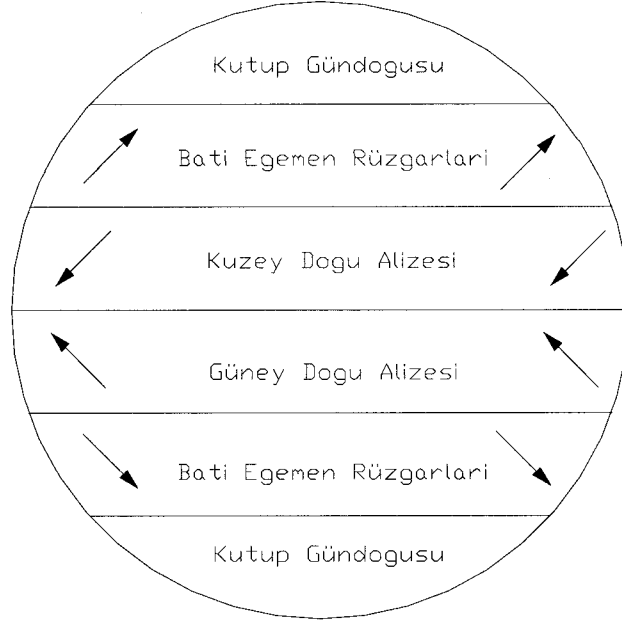 Kutup Gündogusu
Bati Egemen Rüzgarlari
Kuzey Dogu Alizesi
Güney Dogu Alizesi
Bati Egemen Rüzgarlari
Kutup Gündogusu